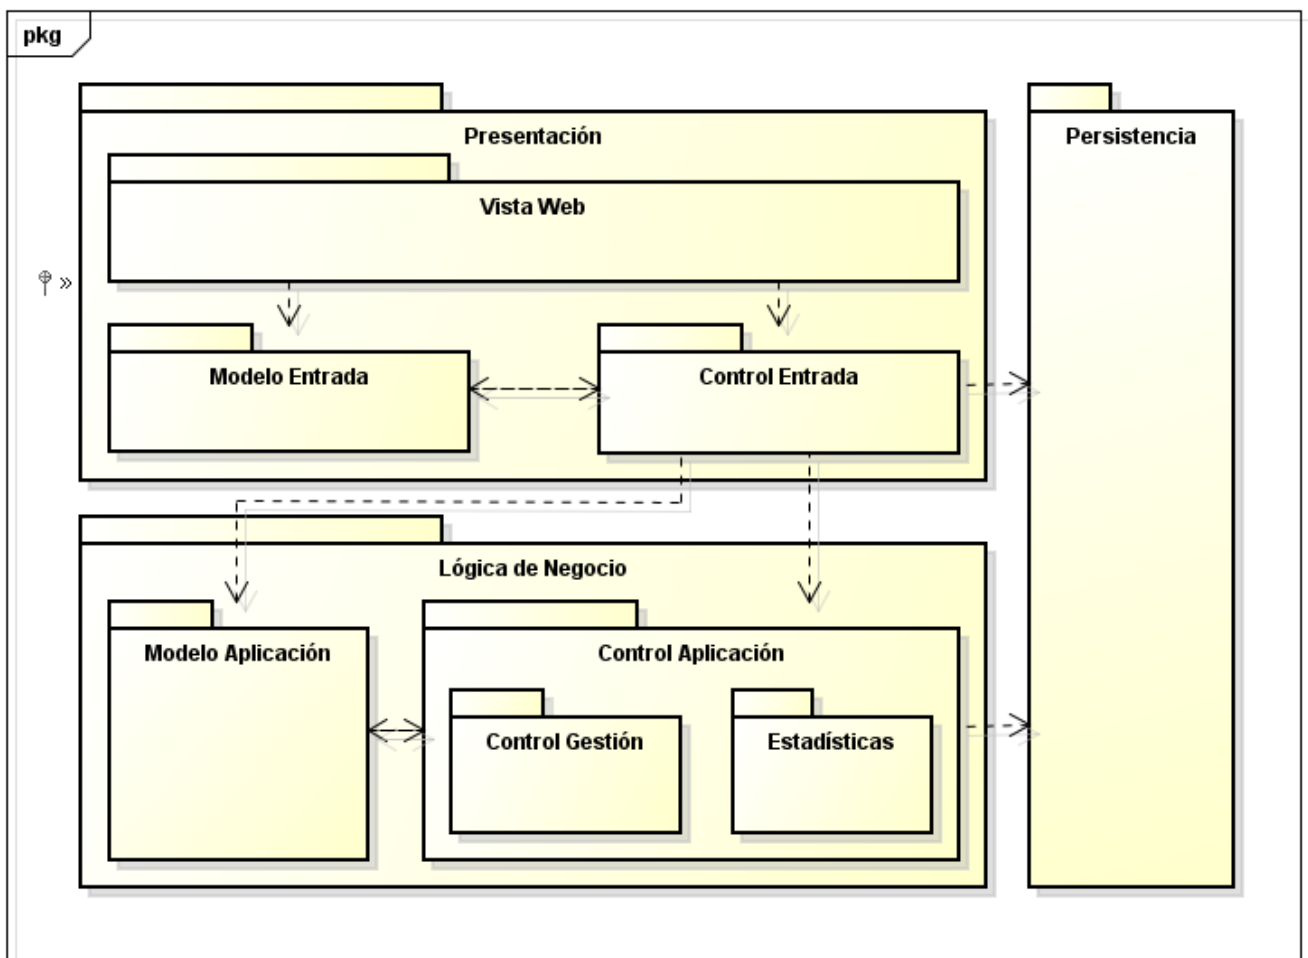 pkg
Presentación
Persistencia
Vista Web
Modelo Entrada
Control Entrada
Lógica de Negocio
Modelo Aplicación
Control Aplicación
Control Gestión
Estadísticas